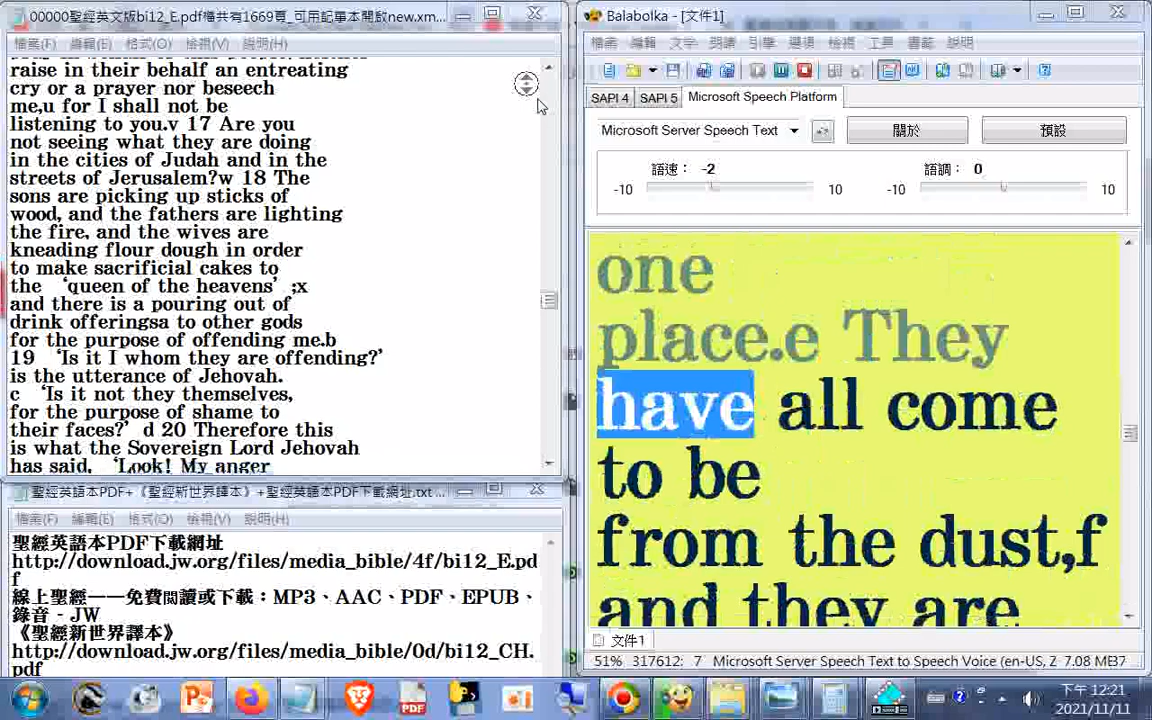 00000聖經英文版bi12_E.pdf檔共有1669頁_可用記事本開啟new.xm...
檔案(F) 編輯(E) 格式(O) 檢視(V) 說明(H)
raise in their behalf an entreating
cry or a prayer nor beseech
me,u for I shall not be
listening to you.v 17 Are you
not seeing what they are doing
in the cities of Judah and in the
streets of Jerusalem?w 18 The
sons are picking up sticks of
wood, and the fathers are lighting
the fire, and the wives are
kneading flour dough in order
to make sacrificial cakes to
the ‘queen of the heavens’ ;x
and there is a pouring out of
drink offeringsa to other gods
for the purpose of offending me.b
19 ‘Is it I whom they are offending?’
is the utterance of Jehovah.
c ‘Is it not they themselves,
for the purpose of shame to
their faces?’ d 20 Therefore this
is what the Sovereign Lord Jehovah
has said, ‘Look! My anger
聖經英語本PDF+《聖經新世界譯本》+聖經英語本PDF下載網址.txt ...
檔案(F) 編輯(E) 格式(O) 檢視(V) 說明(H)
聖經英語本PDF下載網址
http://download.jw.org/files/media_bible/4f/bi12_E.pd
f
線上聖經——免費閱讀或下載：MP3、AAC、PDF、EPUB、
錄音 - JW
《聖經新世界譯本》
http://download.jw.org/files/media_bible/0d/bi12_CH.
pdf
Balabolka - [文件1]
檔案 編輯 文字 朗讀 引擎 選項 檢視 工具 書籤 說明
SAPI 4 SAPI 5 Microsoft Speech Platform
Microsoft Server Speech Text 關於 預設
語速： -2 語調： 0
-10 10 -10 10
one
place.e They
have all come
to be
from the dust,f
and they are
文件1
51% 317612: 7 Microsoft Server Speech Text to Speech Voice (en-US, Z 7.08 MB
下午 12:21
2021/11/11